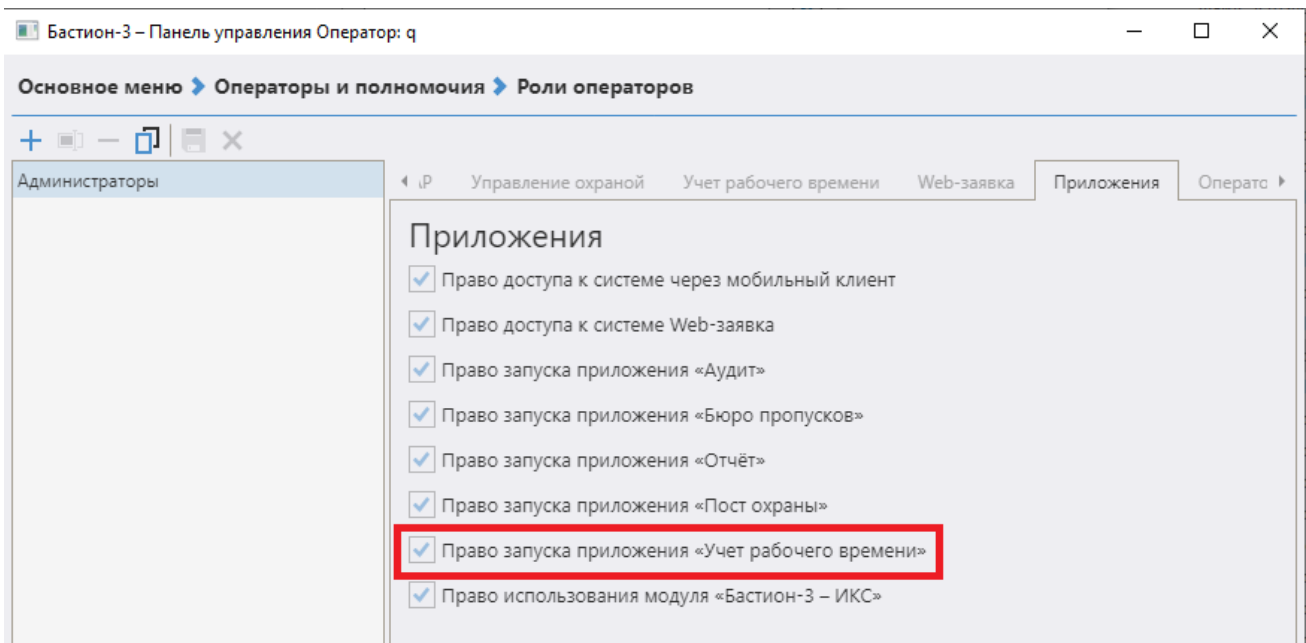 Бастион-3 – Панель управления Оператор: q
Основное меню Операторы и полномочия Роли операторов
Администраторы
Управление охраной Учет рабочего времени Web-заявка Приложения Операто
Приложения
Право доступа к системе через мобильный клиент
Право доступа к системе Web-заявка
Право запуска приложения «Аудит»
Право запуска приложения «Бюро пропусков»
Право запуска приложения «Отчёт»
Право запуска приложения «Пост охраны»
Право запуска приложения «Учет рабочего времени»
Право использования модуля «Бастион-3 – ИКС»